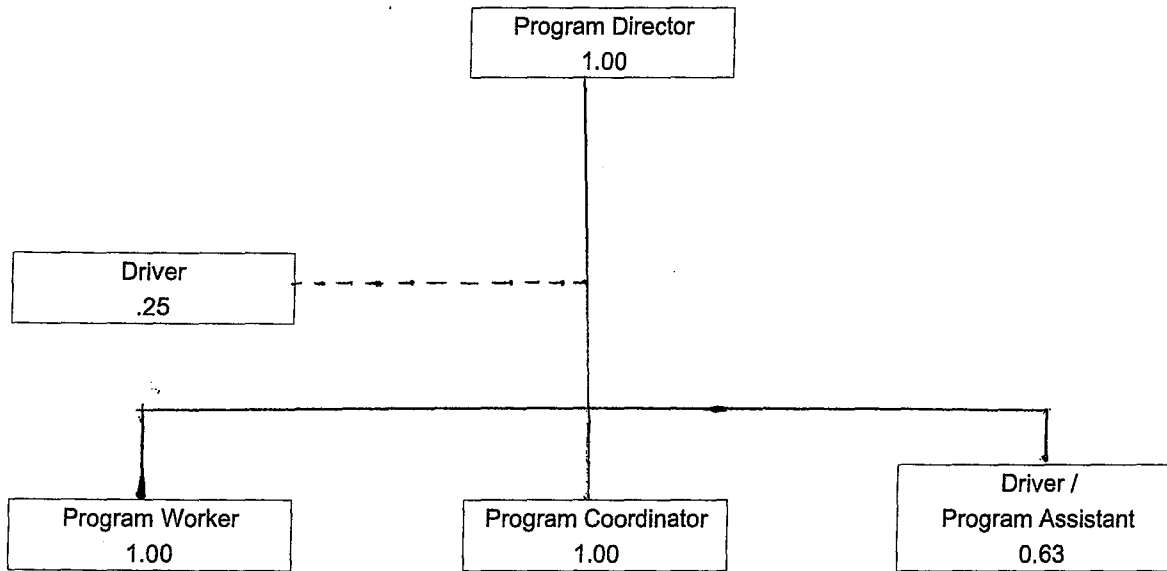 Program Director
1.00
Driver
.25
Program Worker
1.00
Program Coordinator
1.00
Driver /
Program Assistant
0.63